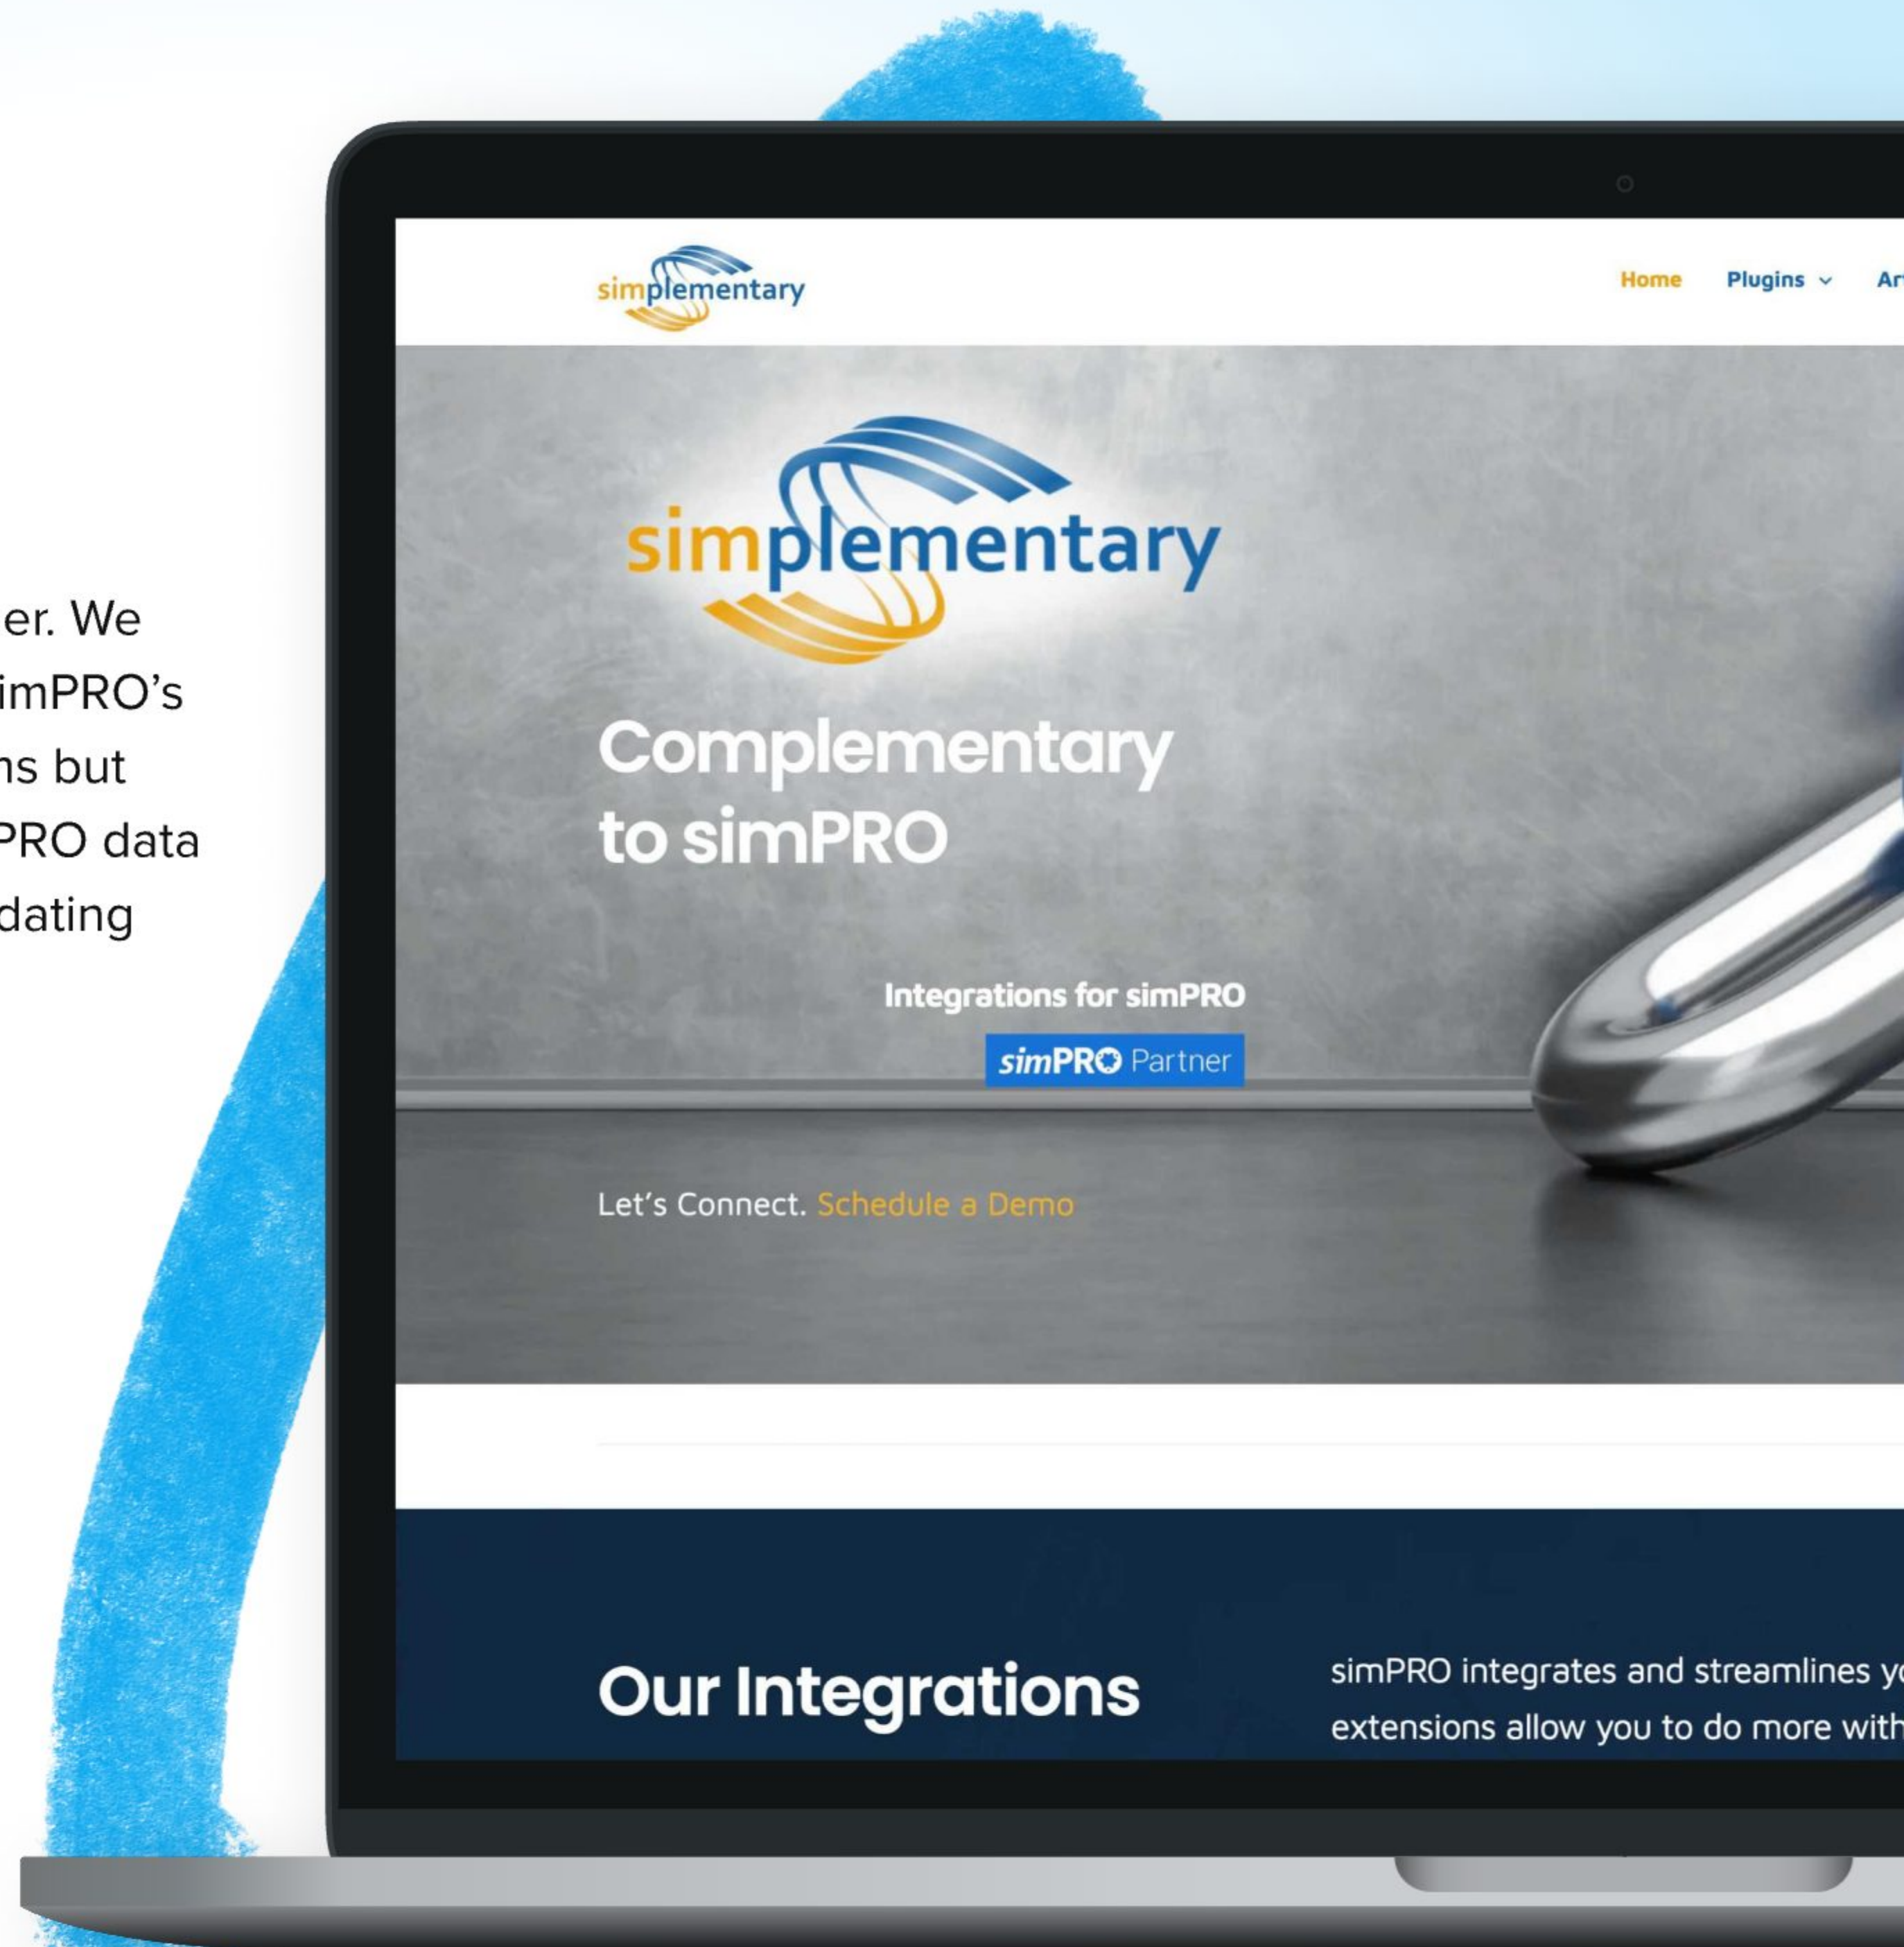 er. We
imPRO's
ns but
PRO data
dating
simplementary
Home Plugins
simplementary
Complementary
to simPRO
Integrations for simPRO
simPRO Partner
Let's Connect. Schedule a Demo
Our Integrations
simPRO integrates and streamlines
extensions allow you to do more with